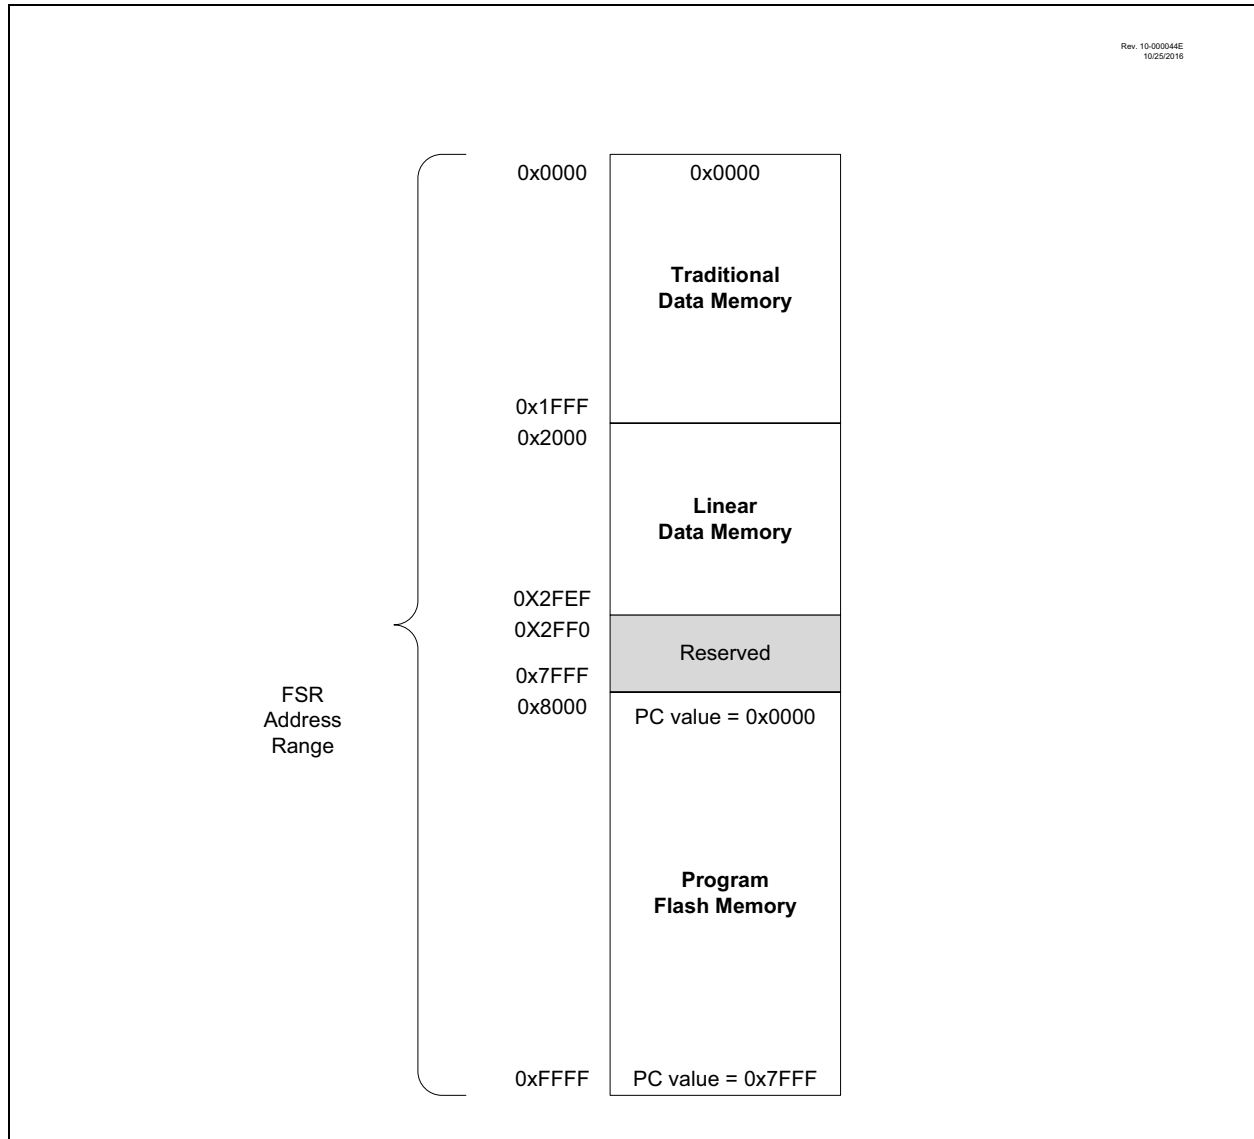 Rev. 10-000044E
10/25/2016
0x0000
0x0000
Traditional
Data Memory
0x1FFF
0x2000
Linear
Data Memory
0X2FEF
0X2FF0
Reserved
0x7FFF
0x8000
PC value = 0x0000
FSR
Address
Range
Program
Flash Memory
0xFFFF
PC value = 0x7FFF